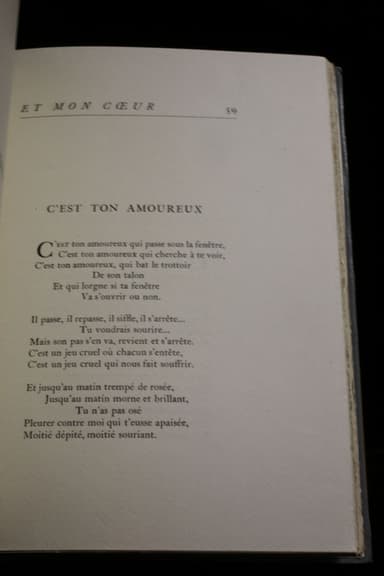 ET MON CŒUR 59
C'EST TON AMOUREUX
C'EST ton amoureux qui passe sous la fenêtre,
C'est ton amoureux qui cherche à te voir,
C'est ton amoureux, qui bat le trottoir
De son talon
Et qui lorgne si ta fenêtre
Va s'ouvrir ou non.
Il passe, il repasse, il siffle, il s'arrête...
Tu voudrais sourire...
Mais son pas s'en va, revient et s'arrête.
C'est un jeu cruel où chacun s'entête,
C'est un jeu cruel qui nous fait souffrir.
Et jusqu'au matin trempé de rosée,
Jusqu'au matin morne et brillant,
Tu n'as pas osé
Pleurer contre moi qui t'eusse apaisée,
Moitié dépité, moitié souriant.